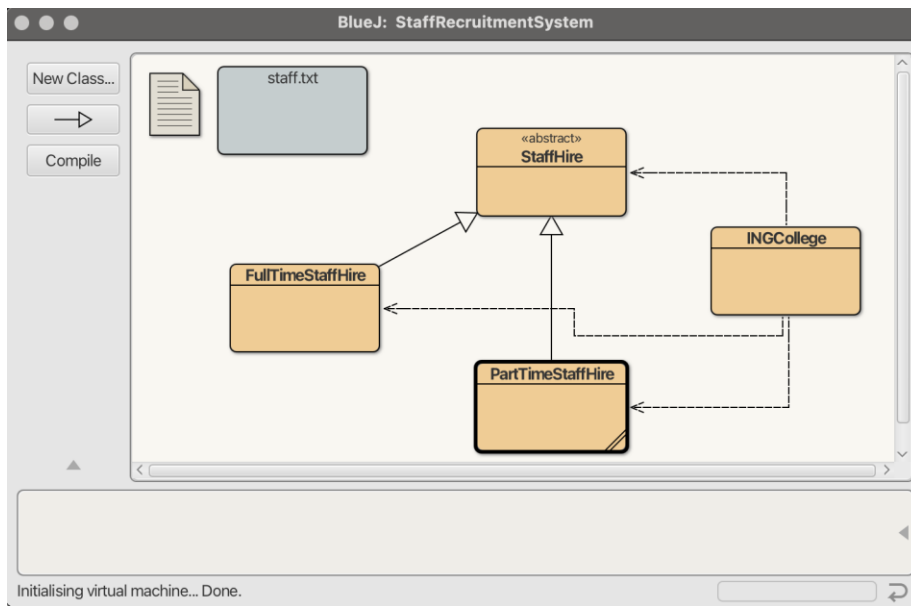 BlueJ: StaffRecruitmentSystem
New Class...
Compile
staff.txt
«abstract»
StaffHire
INGCollege
FullTimeStaffHire
PartTimeStaffHire
Initialising virtual machine... Done.